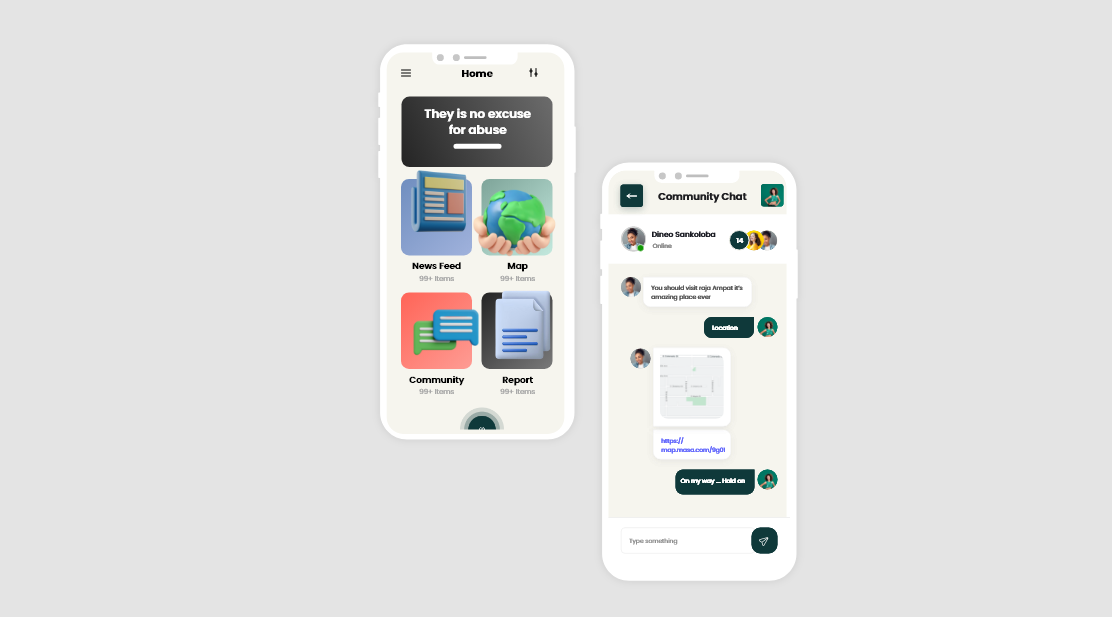 Home
They is no excuse
for abuse
News Feed
99+ Items
Map
99+ Items
Community
99+ Items
Report
99+ Items
Community Chat
Dineo Sankoloba
Online
14
You should visit raja Ampat it's
amazing place ever
Location
https://
map.masa.com/9g01
On my way ... Hold on
Type something